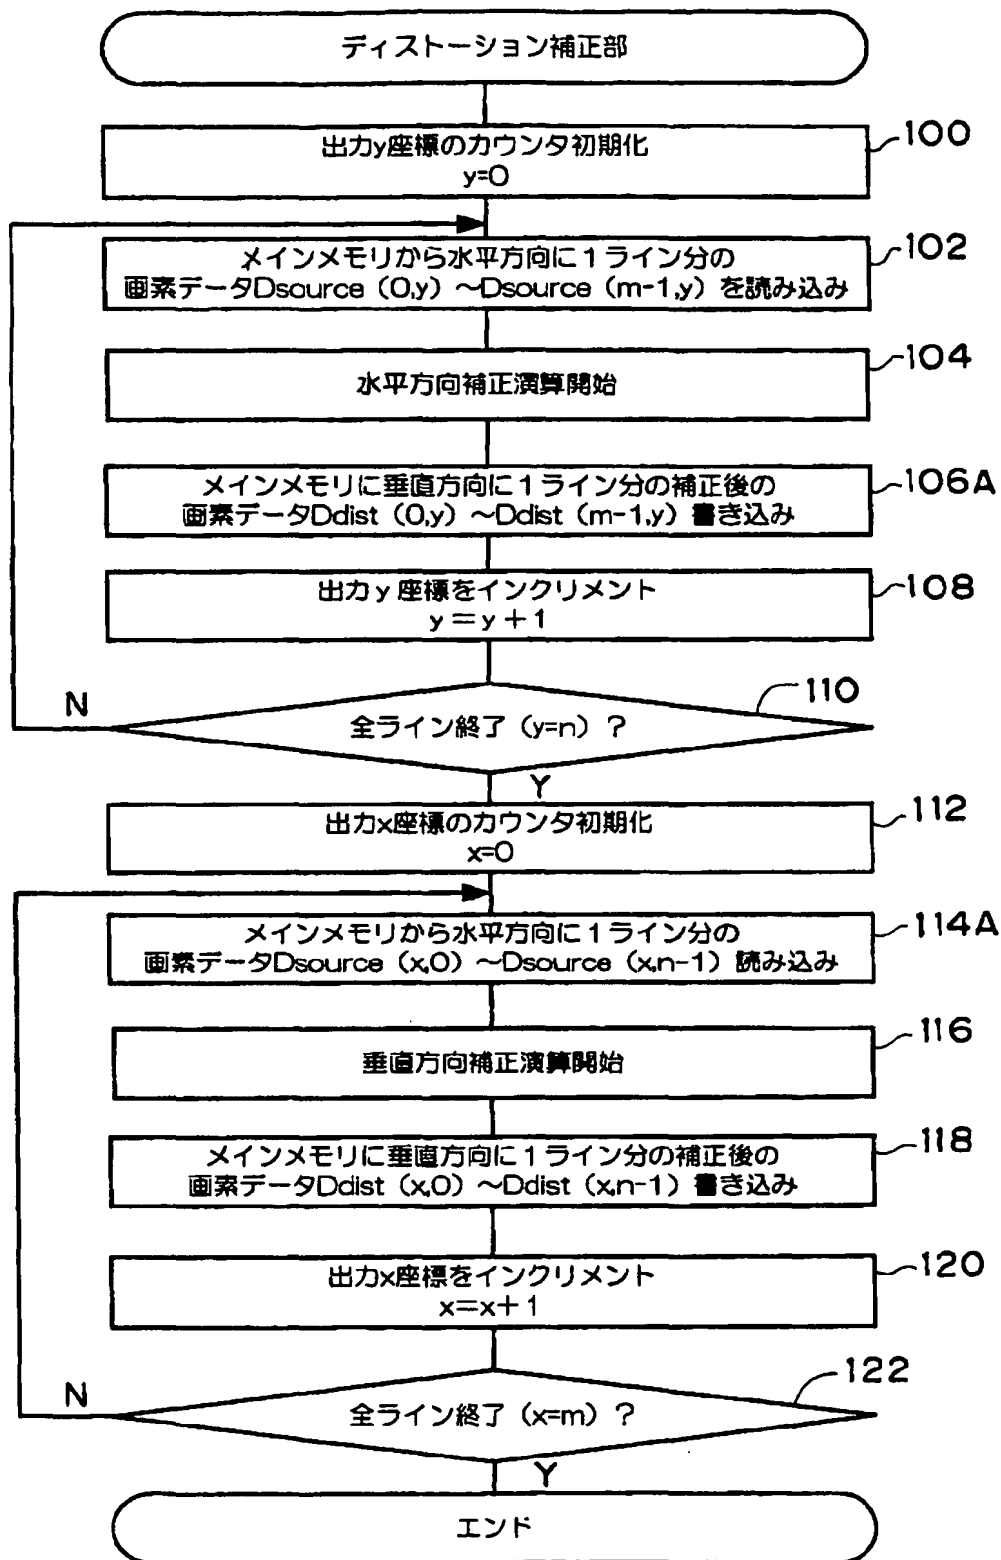 ディストーション補正部
出力y座標のカウンタ初期化
y=0
100
メインメモリから水平方向に1ライン分の
画素データDsource (0,y) ~Dsource (m-1,y) を読み込み
102
水平方向補正演算開始
104
メインメモリに垂直方向に1ライン分の補正後の
画素データDdist (0,y) ~Ddist (m-1,y) 書き込み
106A
出力y座標をインクリメント
y=y+1
108
全ライン終了 (y=n) ?
110
N
Y
出力x座標のカウンタ初期化
x=0
112
メインメモリから水平方向に1ライン分の
画素データDsource (x,0) ~Dsource (x,n-1) 読み込み
114A
垂直方向補正演算開始
116
メインメモリに垂直方向に1ライン分の補正後の
画素データDdist (x,0) ~Ddist (x,n-1) 書き込み
118
出力x座標をインクリメント
x=x+1
120
全ライン終了 (x=m) ?
122
N
Y
エンド